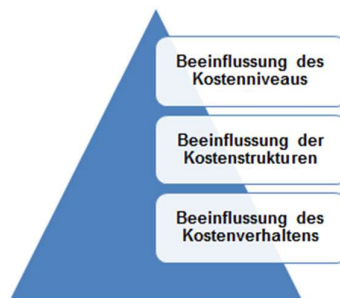 Beeinflussung des
Kostenniveaus
Beeinflussung der
Kostenstrukturen
Beeinflussung des
Kostenverhaltens